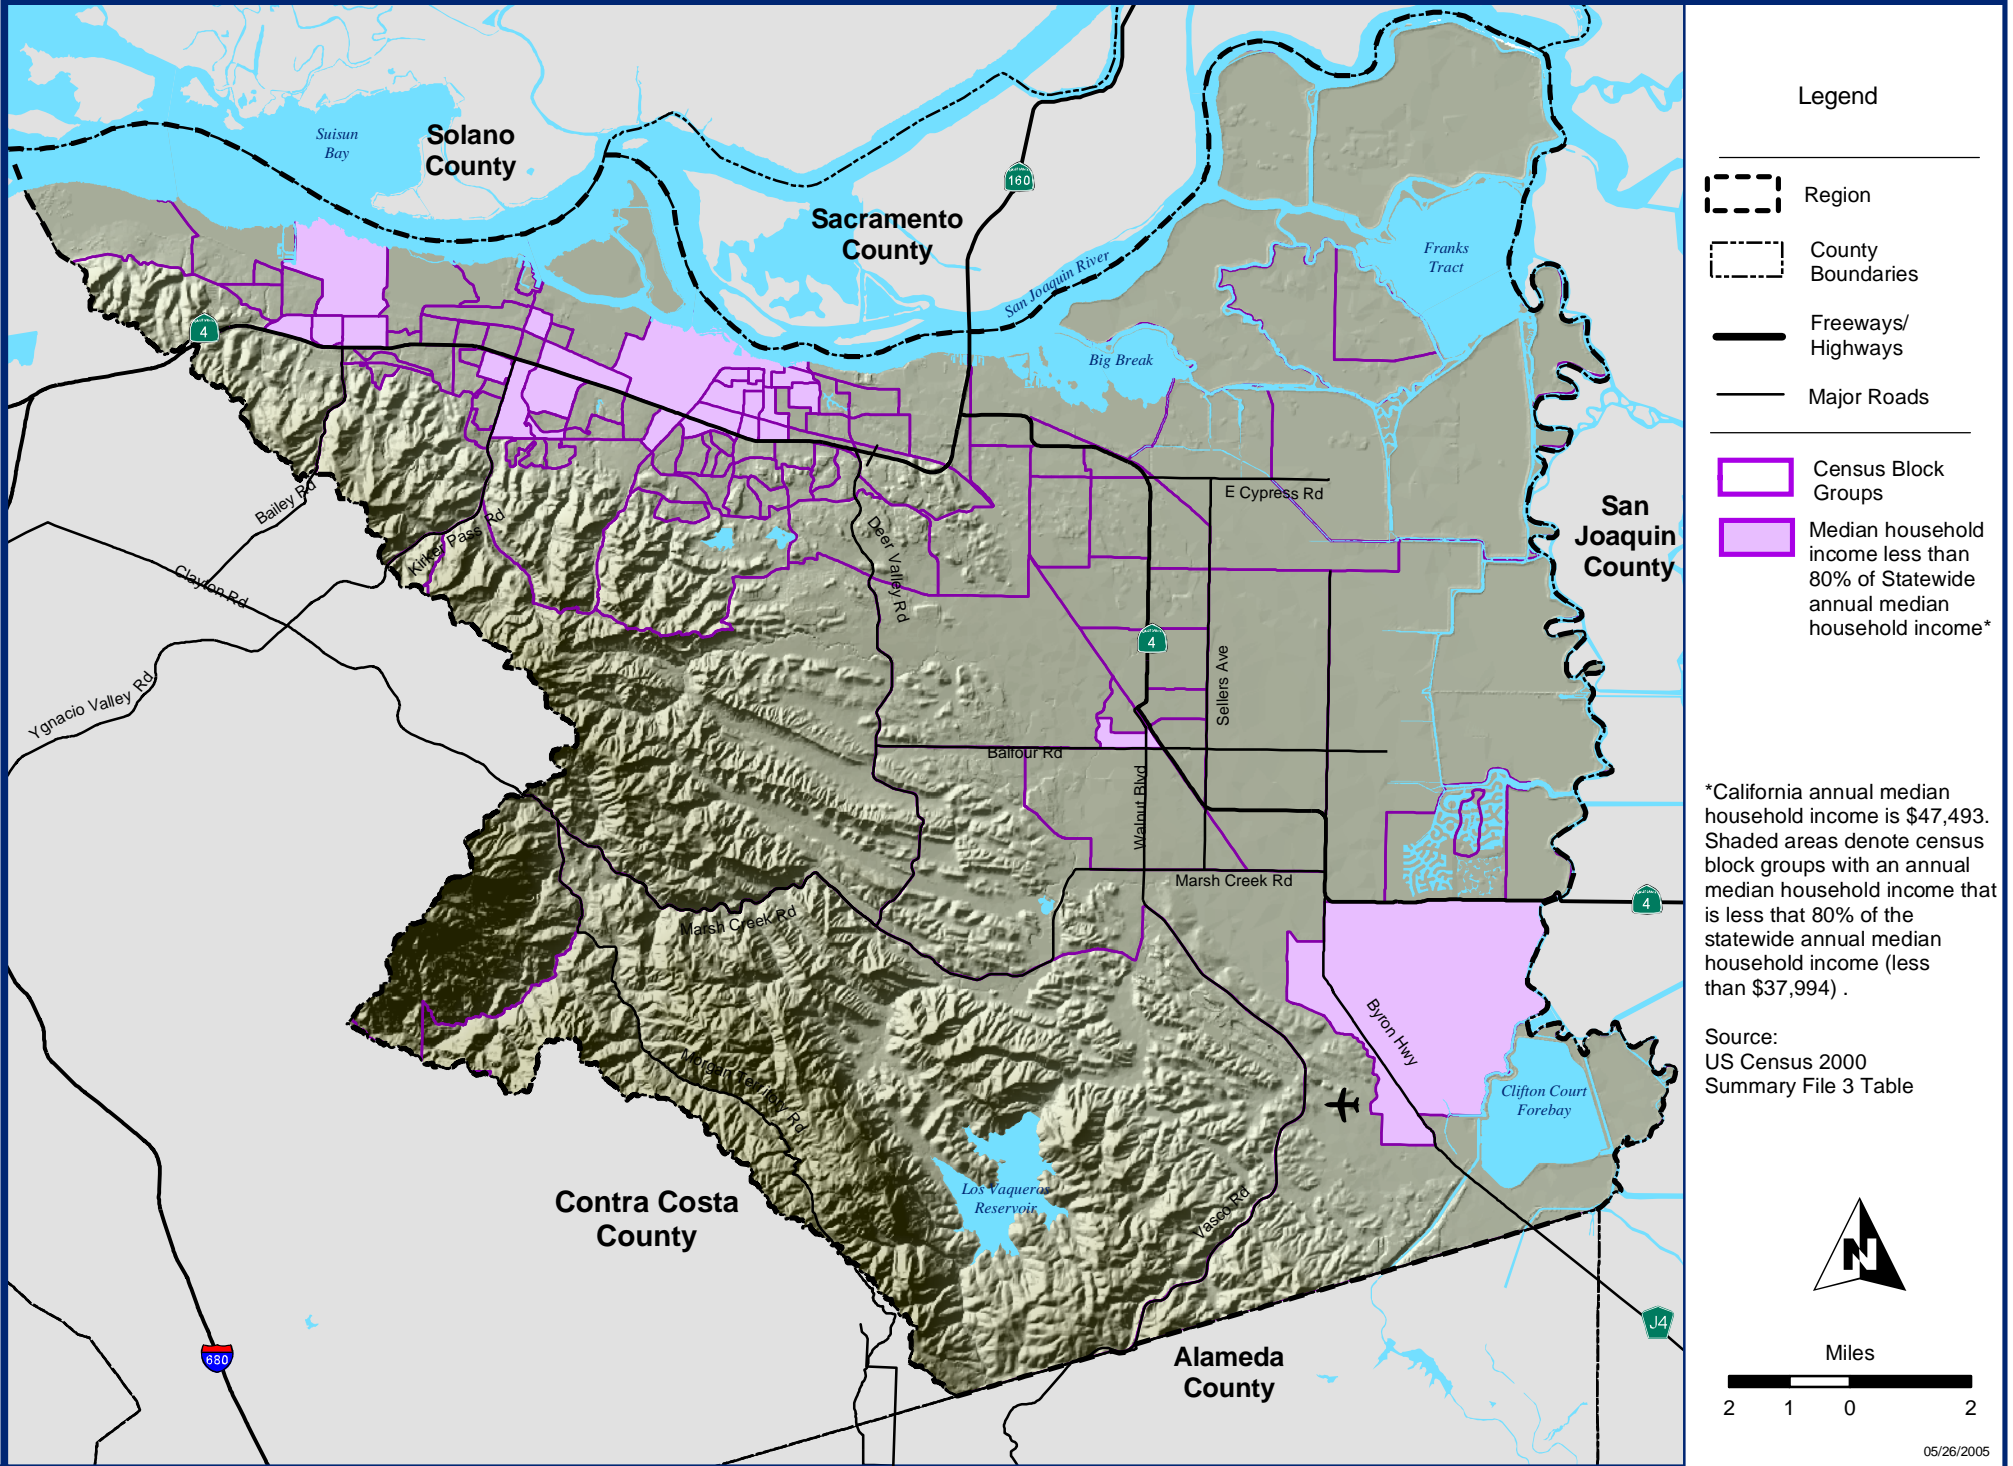 Suisun
Bay
Solano
County
160
Sacramento
County
San Joaquin River
Franks
Tract
Big Break
4
Bailey Rd
Kirker Pass Rd
Clayton Rd
Ygnacio Valley Rd
Deer Valley Rd
E Cypress Rd
San
Joaquin
County
4
Sellers Ave
Balfour Rd
Walnut Blvd
Marsh Creek Rd
Marsh Creek Rd
4
Byron Hwy
Morgan Territory Rd
Clifton Court
Forebay
Los Vaqueros
Reservoir
Vasco Rd
Contra Costa
County
680
Alameda
County
J4
Legend
Region
County
Boundaries
Freeways/
Highways
Major Roads
Census Block
Groups
Median household
income less than
80% of Statewide
annual median
household income*
*California annual median
household income is $47,493.
Shaded areas denote census
block groups with an annual
median household income that
is less that 80% of the
statewide annual median
household income (less
than $37,994) .
Source:
US Census 2000
Summary File 3 Table
N
Miles
2 1 0 2
05/26/2005